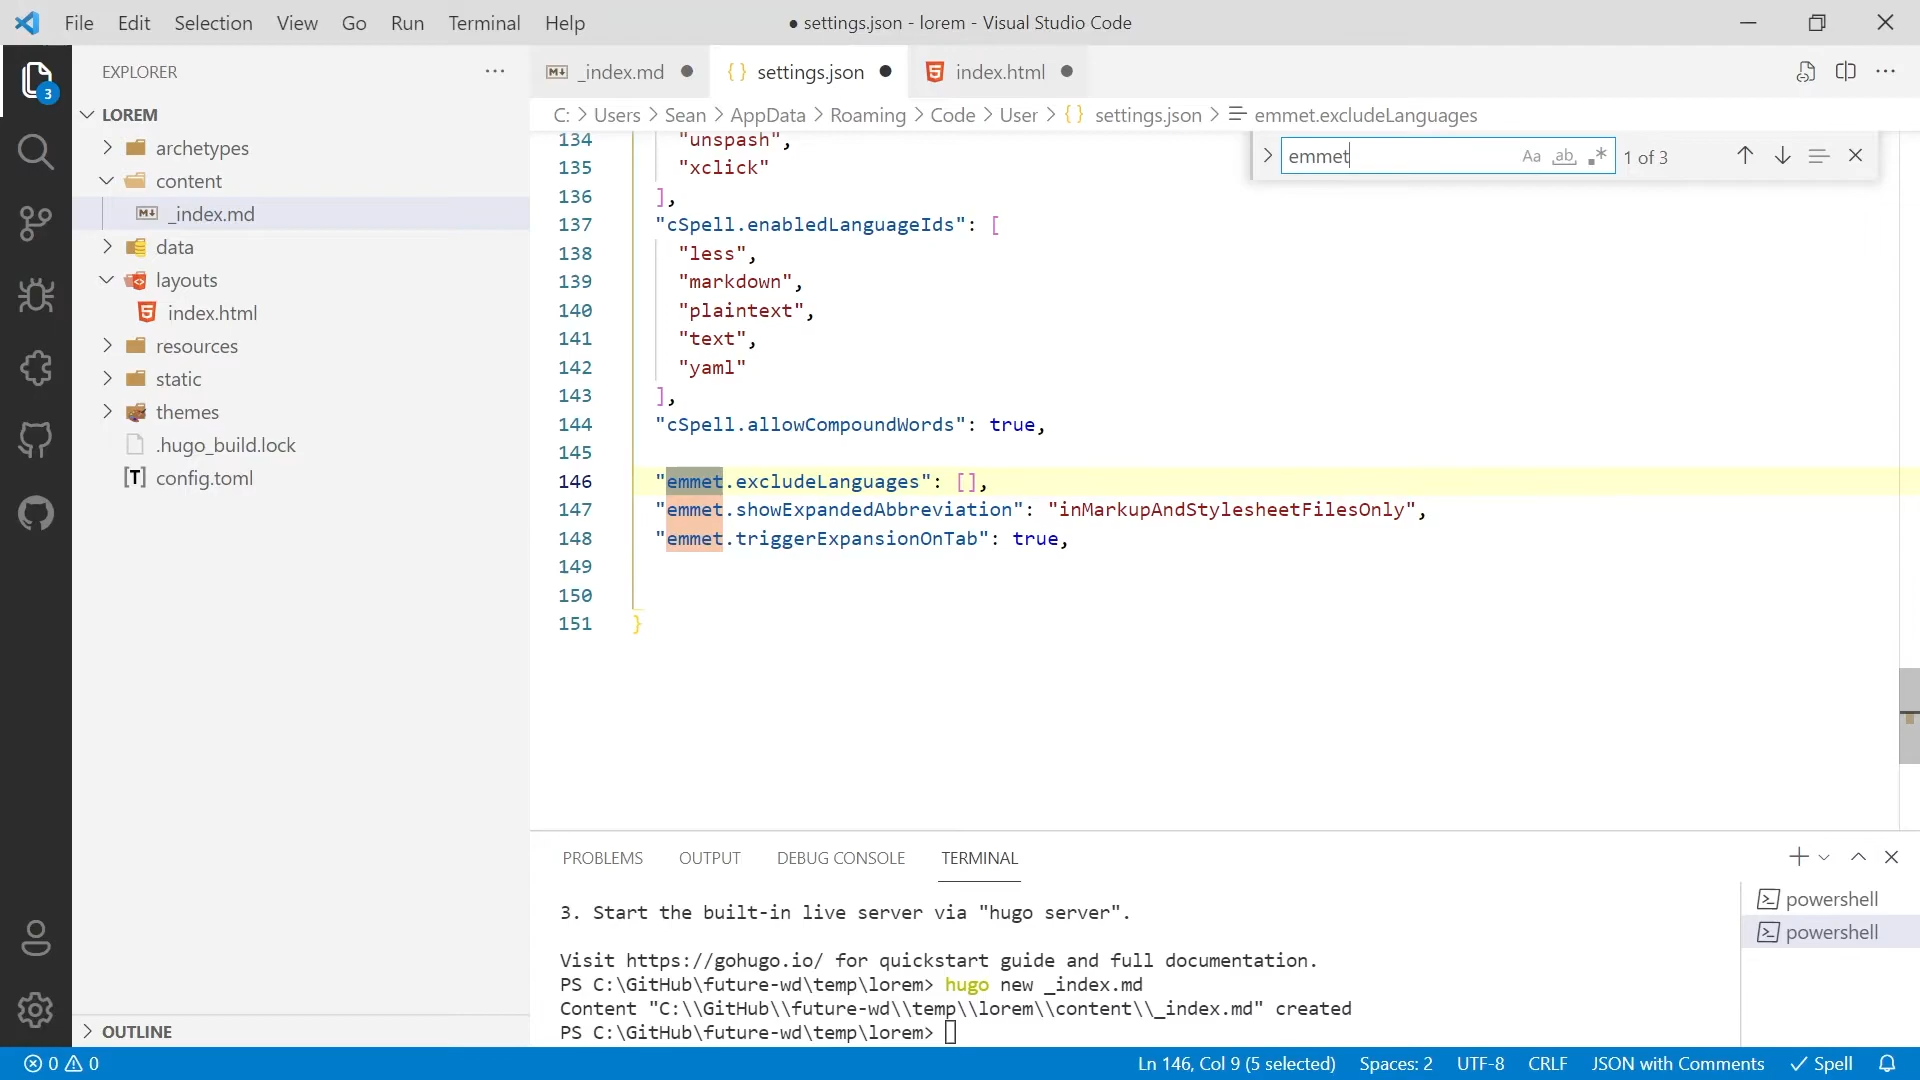 File Edit Selection View Go Run Terminal Help
● settings.json - lorem - Visual Studio Code
EXPLORER
3
LOREM
archetypes
content
_index.md
data
layouts
index.html
resources
static
themes
.hugo_build.lock
config.toml
OUTLINE
_index.md
settings.json
index.html
C: > Users > Sean > AppData > Roaming > Code > User > {} settings.json > emmet.excludeLanguages
emmet
Aa ab .* 1 of 3
134 "unspash",
135 "xclick"
136 ],
137 "cSpell.enabledLanguageIds": [
138 "less",
139 "markdown",
140 "plaintext",
141 "text",
142 "yaml"
143 ],
144 "cSpell.allowCompoundWords": true,
145
146 "emmet.excludeLanguages": [],
147 "emmet.showExpandedAbbreviation": "inMarkupAndStylesheetFilesOnly",
148 "emmet.triggerExpansionOnTab": true,
149
150
151 }
PROBLEMS OUTPUT DEBUG CONSOLE TERMINAL
3. Start the built-in live server via "hugo server".
Visit https://gohugo.io/ for quickstart guide and full documentation.
PS C:\GitHub\future-wd\temp\lorem> hugo new _index.md
Content "C:\\GitHub\\future-wd\\temp\\lorem\\content\\_index.md" created
PS C:\GitHub\future-wd\temp\lorem>
powershell
powershell
0 0
Ln 146, Col 9 (5 selected) Spaces: 2 UTF-8 CRLF JSON with Comments Spell